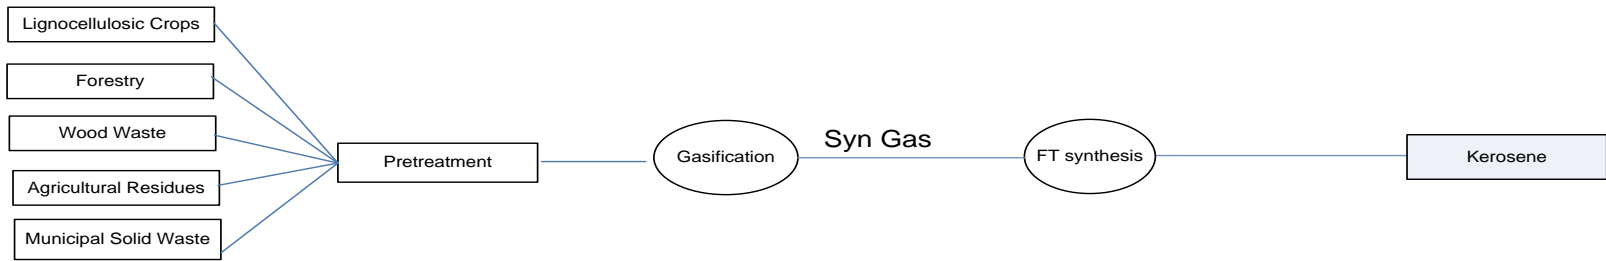 Lignocellulosic Crops
Forestry
Wood Waste
Agricultural Residues
Municipal Solid Waste
Pretreatment
Gasification
Syn Gas
FT synthesis
Kerosene